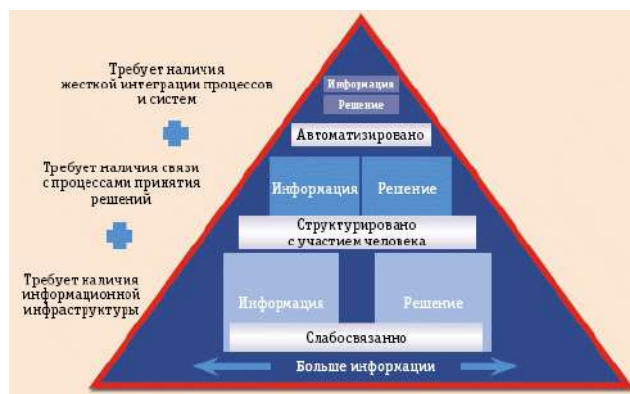 Требует наличия
жесткой интеграции процессов
и систем
Требует наличия связи
с процессами принятия
решений
Требует наличия
информационной
инфраструктуры
Информация
Решение
Автоматизировано
Информация
Решение
Структурировано
с участием человека
Информация
Решение
Слабосвязанно
Больше информации